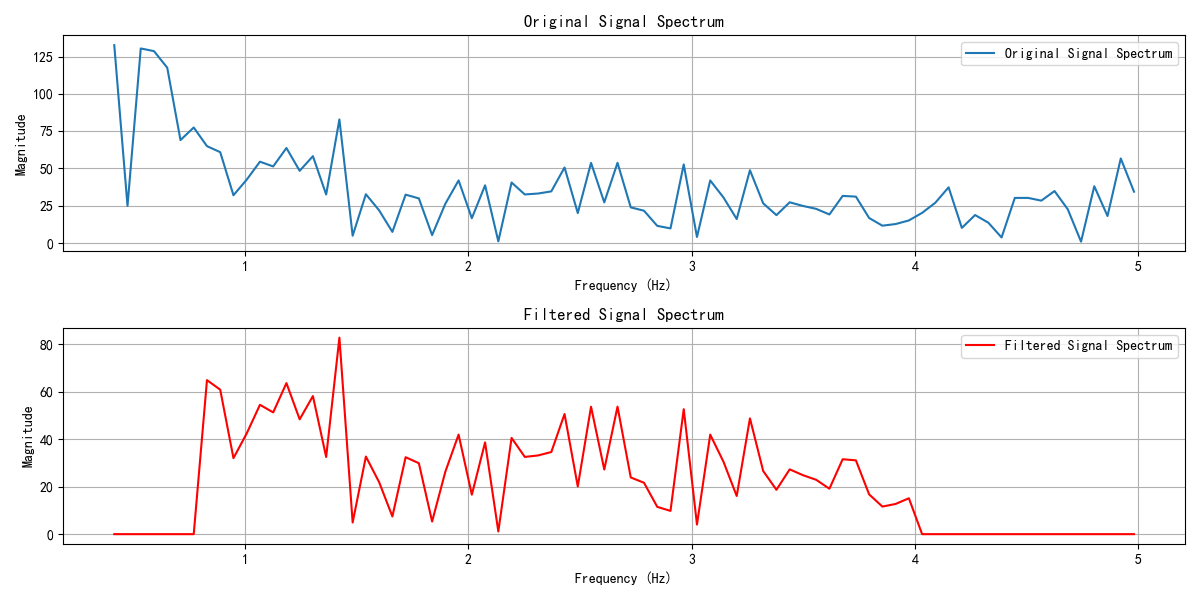 Original Signal Spectrum
Original Signal Spectrum
Magnitude
125
100
75
50
25
0
1
2
3
4
5
Frequency (Hz)
Filtered Signal Spectrum
Filtered Signal Spectrum
Magnitude
80
60
40
20
0
1
2
3
4
5
Frequency (Hz)